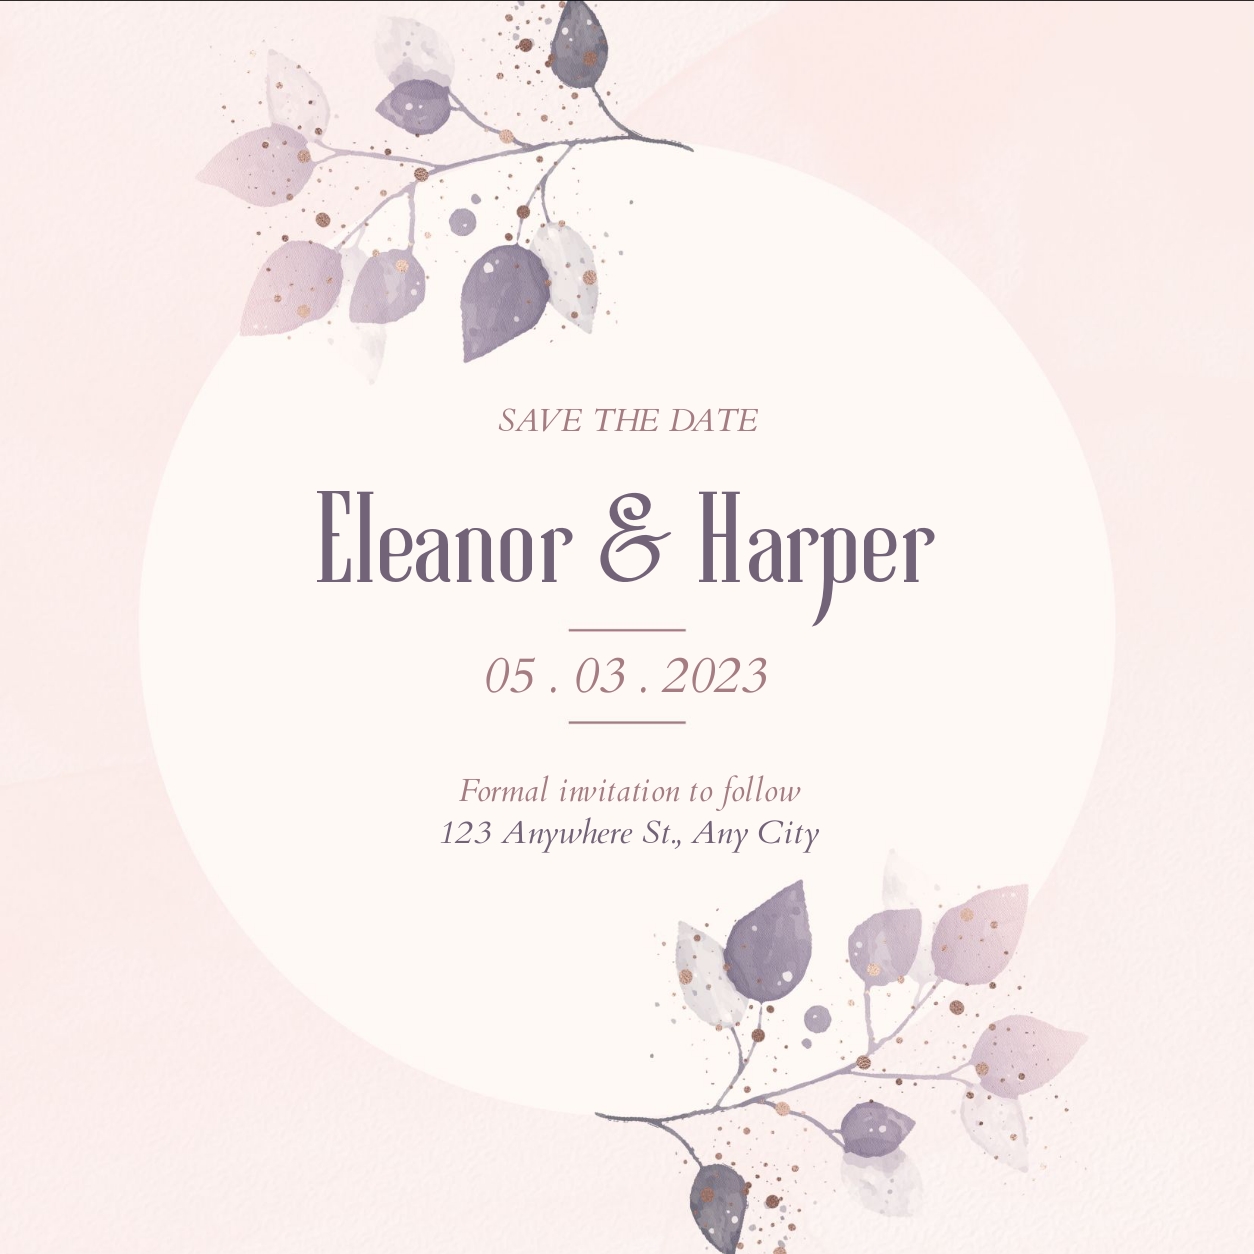 SAVE THE DATE
Eleanor & Harper
05 . 03 . 2023
Formal invitation to follow
123 Anywhere St., Any City